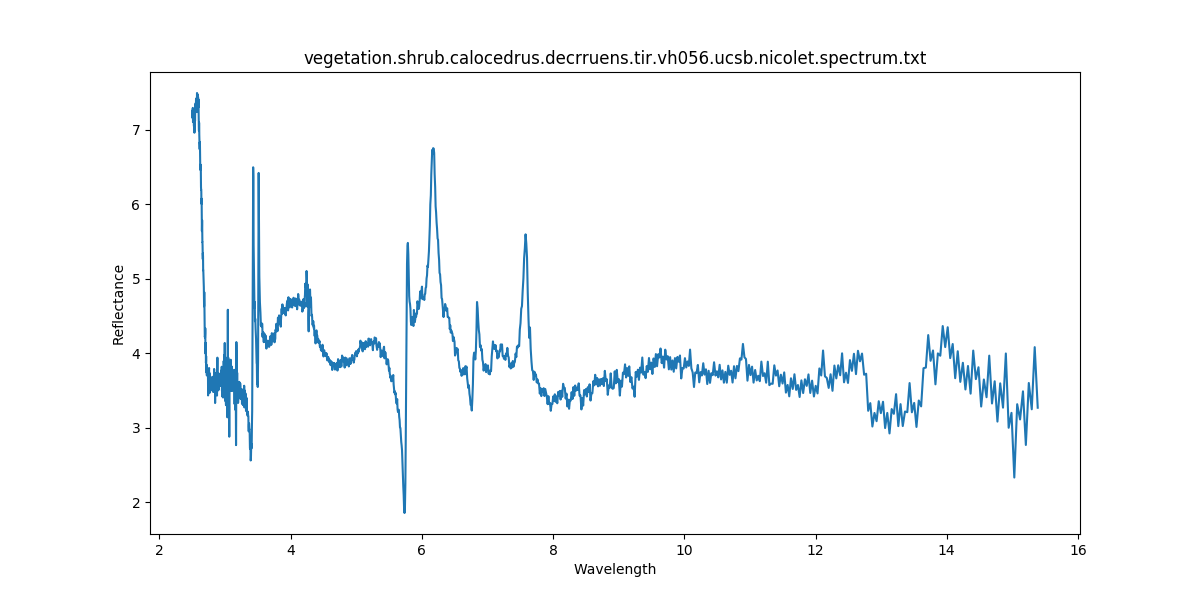 vegetation.shrub.calocedrus.decrruens.tir.vh056.ucsb.nicolet.spectrum.txt
Reflectance
7
6
5
4
3
2
2 4 6 8 10 12 14 16
Wavelength